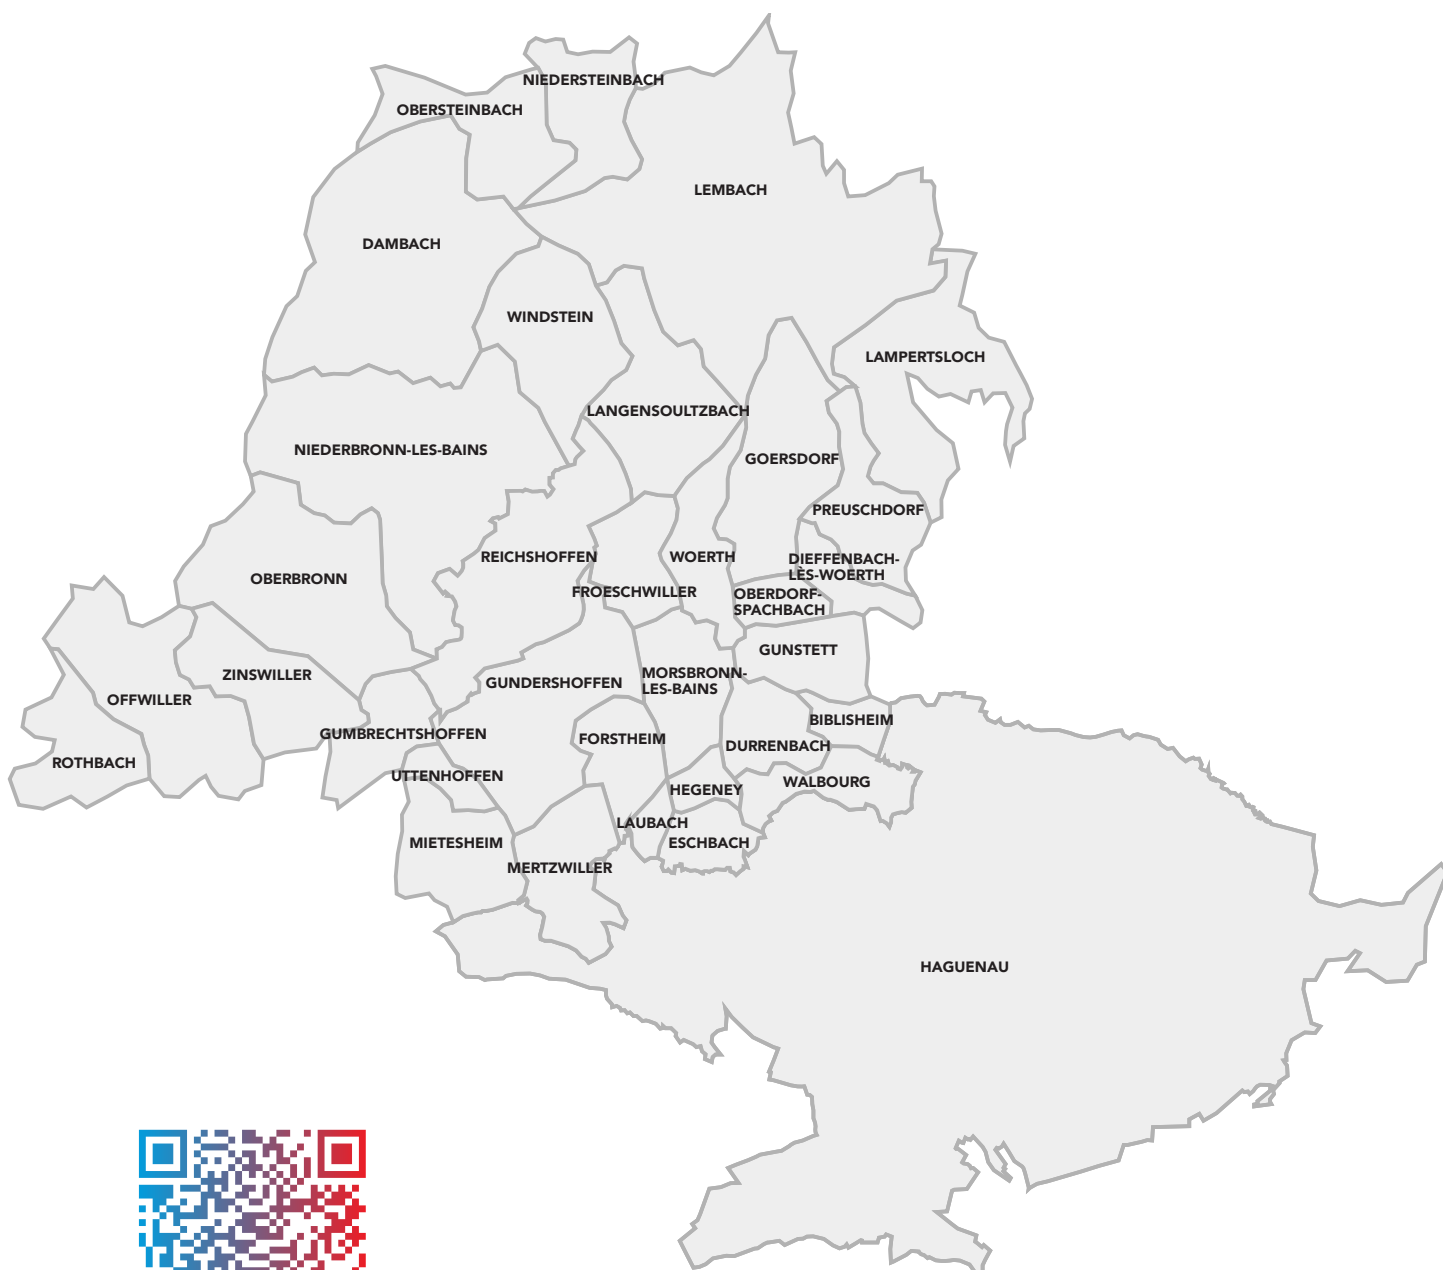 NIEDERSTEINBACH
OBERSTEINBACH
LEMBACH
DAMBACH
WINDSTEIN
LAMPERTSLOCH
LANGENSOULTZBACH
NIEDERBRONN-LES-BAINS
GOERSDORF
PREUSCHDORF
REICHSHOFFEN
WOERTH
DIEFFENBACH-
LÈS-WOERTH
OBERBRONN
FROESCHWILLER
OBERDORF-
SPACHBACH
GUNSTETT
ZINSWILLER
MORSBRONN-
LES-BAINS
GUNDERSHOFFEN
OFFWILLER
BIBLISHEIM
GUMBRECHTSHOFFEN
FORSTHEIM
DURRENBACH
ROTHBACH
UTTENHOFFEN
WALBOURG
HEGENEY
LAUBACH
MIETESHEIM
ESCHBACH
MERTZWILLER
HAGUENAU